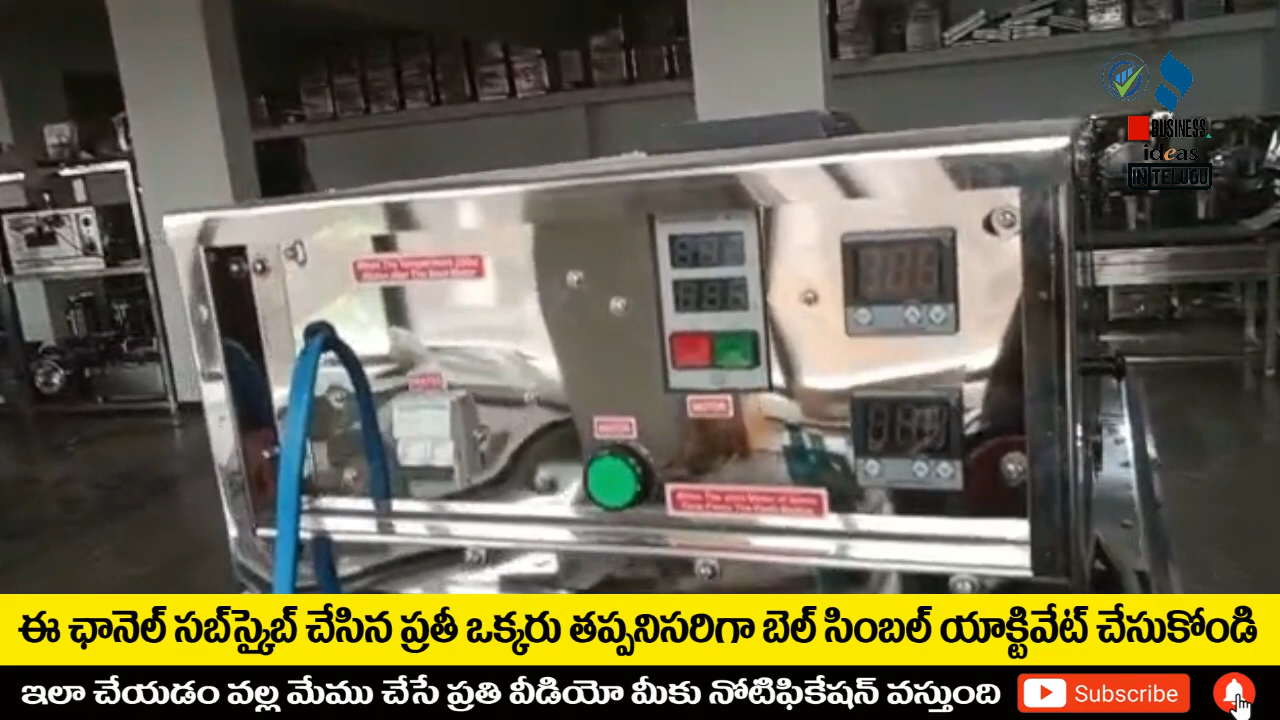 BUSINESS
ideas
IN TELUGU
MOTOR
ఈ ఛానెల్ సబ్‌స్క్రైబ్ చేసిన ప్రతీ ఒక్కరు తప్పనిసరిగా బెల్ సింబల్ యాక్టివేట్ చేసుకోండి
ఇలా చేయడం వల్ల మేము చేసే ప్రతి వీడియో మీకు నోటిఫికేషన్ వస్తుంది
Subscribe